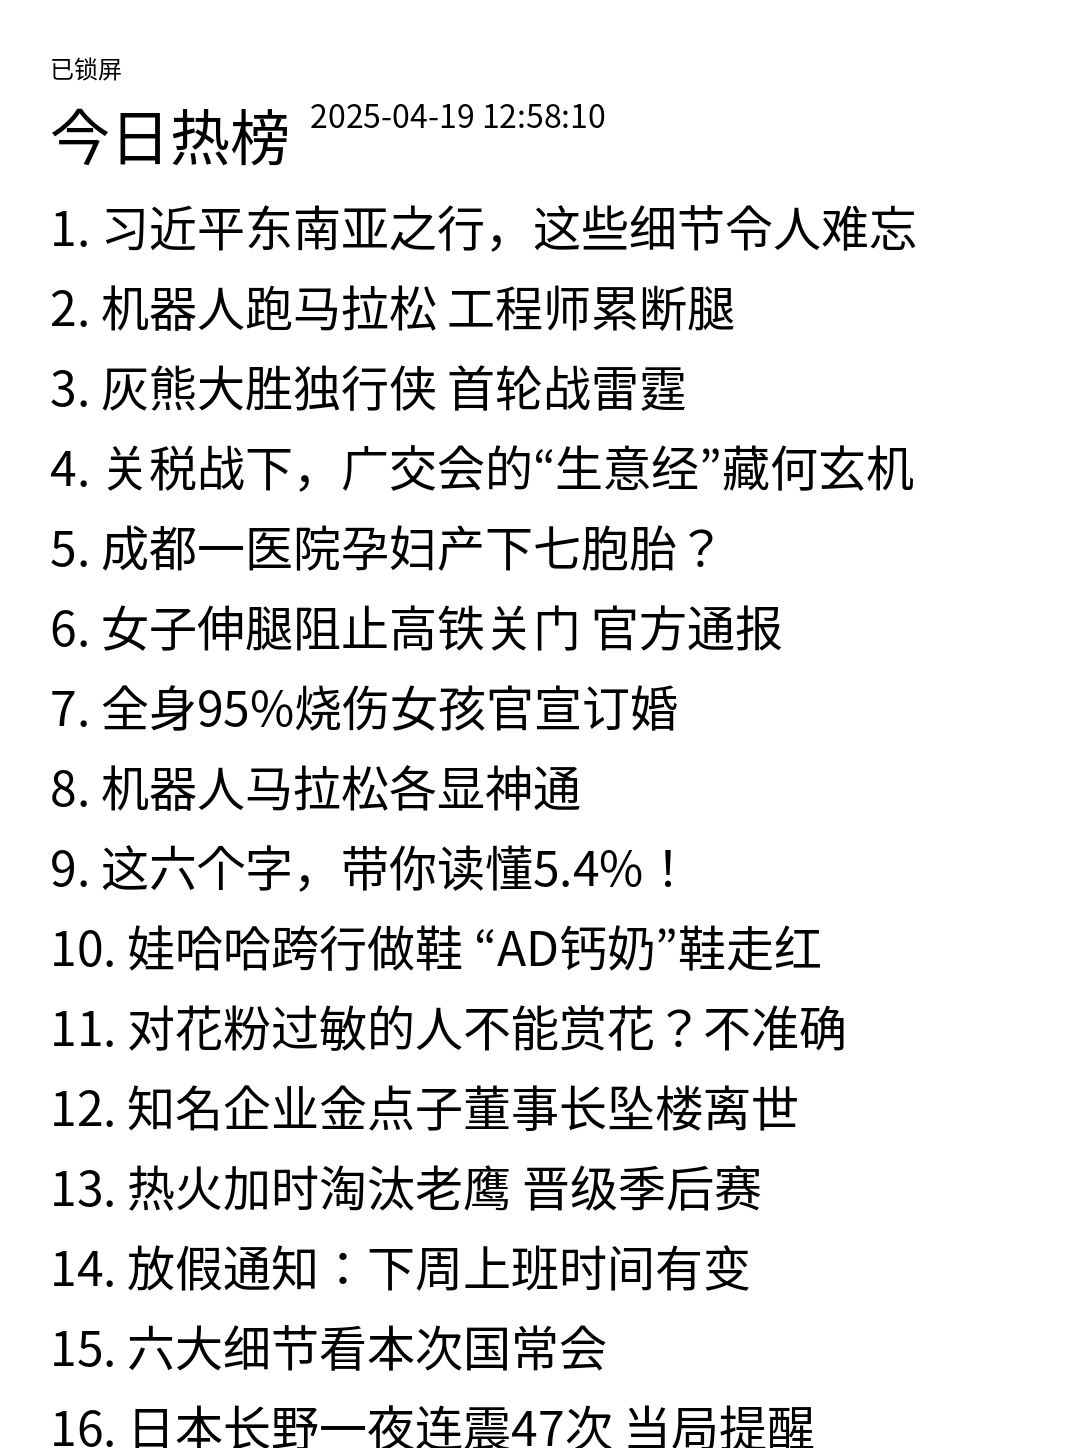 已锁屏
今日热榜 2025-04-19 12:58:10
1. 习近平东南亚之行，这些细节令人难忘
2. 机器人跑马拉松 工程师累断腿
3. 灰熊大胜独行侠 首轮战雷霆
4. 关税战下，广交会的“生意经”藏何玄机
5. 成都一医院孕妇产下七胞胎？
6. 女子伸腿阻止高铁关门 官方通报
7. 全身95%烧伤女孩官宣订婚
8. 机器人马拉松各显神通
9. 这六个字，带你读懂5.4%！
10. 娃哈哈跨行做鞋 “AD钙奶”鞋走红
11. 对花粉过敏的人不能赏花？不准确
12. 知名企业金点子董事长坠楼离世
13. 热火加时淘汰老鹰 晋级季后赛
14. 放假通知：下周上班时间有变
15. 六大细节看本次国常会
16. 日本长野一夜连震47次 当局提醒